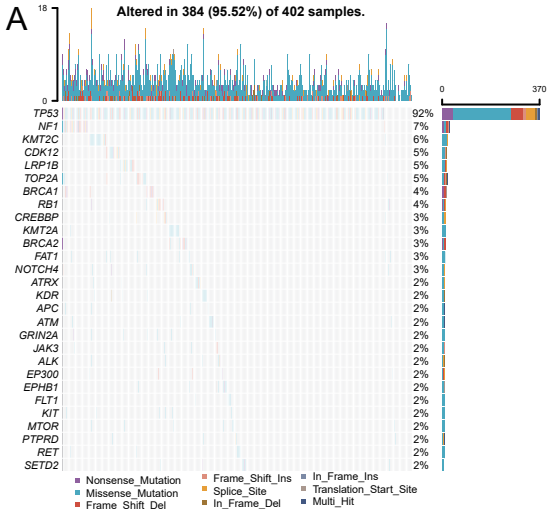 A
Altered in 384 (95.52%) of 402 samples.
18
0
0 370
TP53 92%
NF1 7%
KMT2C 6%
CDK12 5%
LRP1B 5%
TOP2A 5%
BRCA1 4%
RB1 4%
CREBBP 3%
KMT2A 3%
BRCA2 3%
FAT1 3%
NOTCH4 3%
ATRX 2%
KDR 2%
APC 2%
ATM 2%
GRIN2A 2%
JAK3 2%
ALK 2%
EP300 2%
EPHB1 2%
FLT1 2%
KIT 2%
MTOR 2%
PTPRD 2%
RET 2%
SETD2 2%
Nonsense_Mutation Frame_Shift_Ins In_Frame_Ins
Missense_Mutation Splice_Site Translation_Start_Site
Frame_Shift_Del In_Frame_Del Multi_Hit